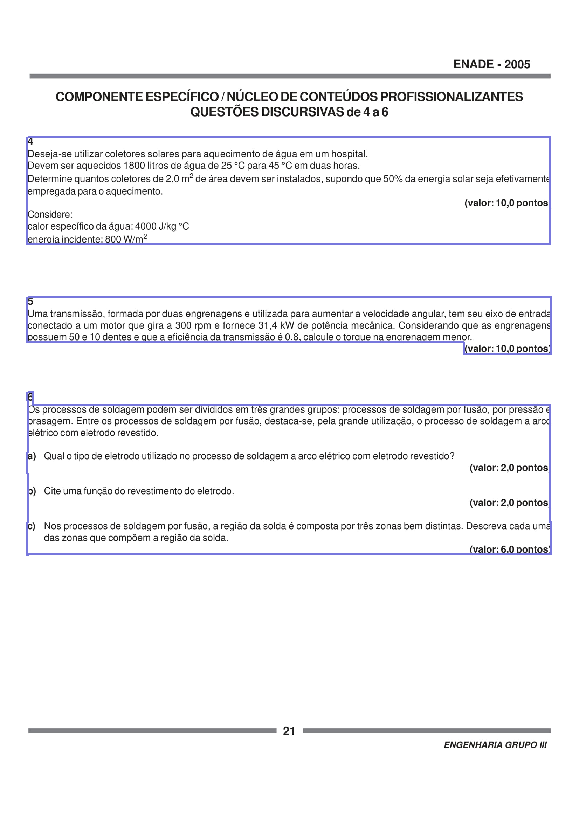 ENADE - 2005
COMPONENTE ESPECÍFICO / NÚCLEO DE CONTEÚDOS PROFISSIONALIZANTES
QUESTÕES DISCURSIVAS de 4 a 6
4
Deseja-se utilizar coletores solares para aquecimento de água em um hospital.
Devem ser aquecidos 1800 litros de água de 25 °C para 45 °C em duas horas.
Determine quantos coletores de 2,0 m² de área devem ser instalados, supondo que 50% da energia solar seja efetivamente
empregada para o aquecimento.
(valor: 10,0 pontos)
Considere:
calor específico da água: 4000 J/kg °C
energia incidente: 800 W/m²
5
Uma transmissão, formada por duas engrenagens e utilizada para aumentar a velocidade angular, tem seu eixo de entrada
conectado a um motor que gira a 300 rpm e fornece 31,4 kW de potência mecânica. Considerando que as engrenagens
possuem 50 e 10 dentes e que a eficiência da transmissão é 0,8, calcule o torque na engrenagem menor.
(valor: 10,0 pontos)
6
Os processos de soldagem podem ser divididos em três grandes grupos: processos de soldagem por fusão, por pressão e
brasagem. Entre os processos de soldagem por fusão, destaca-se, pela grande utilização, o processo de soldagem a arco
elétrico com eletrodo revestido.
a) Qual o tipo de eletrodo utilizado no processo de soldagem a arco elétrico com eletrodo revestido?
(valor: 2,0 pontos)
b) Cite uma função do revestimento do eletrodo.
(valor: 2,0 pontos)
c) Nos processos de soldagem por fusão, a região da solda é composta por três zonas bem distintas. Descreva cada uma
das zonas que compõem a região da solda.
(valor: 6,0 pontos)
21
ENGENHARIA GRUPO III